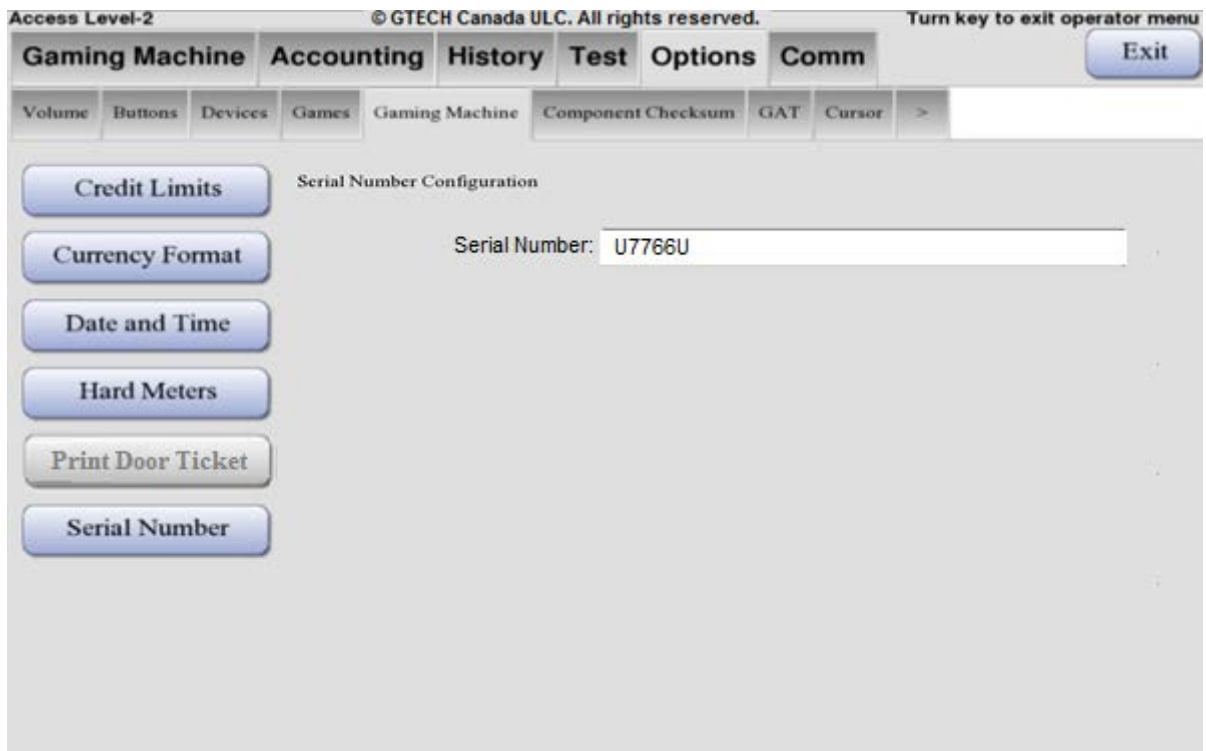 Access Level-2 © GTECH Canada ULC. All rights reserved. Turn key to exit operator menu
Gaming Machine Accounting History Test Options Comm Exit
Volume Buttons Devices Games Gaming Machine Component Checksum GAT Cursor >
Credit Limits
Serial Number Configuration
Currency Format
Serial Number: U7766U
Date and Time
Hard Meters
Print Door Ticket
Serial Number